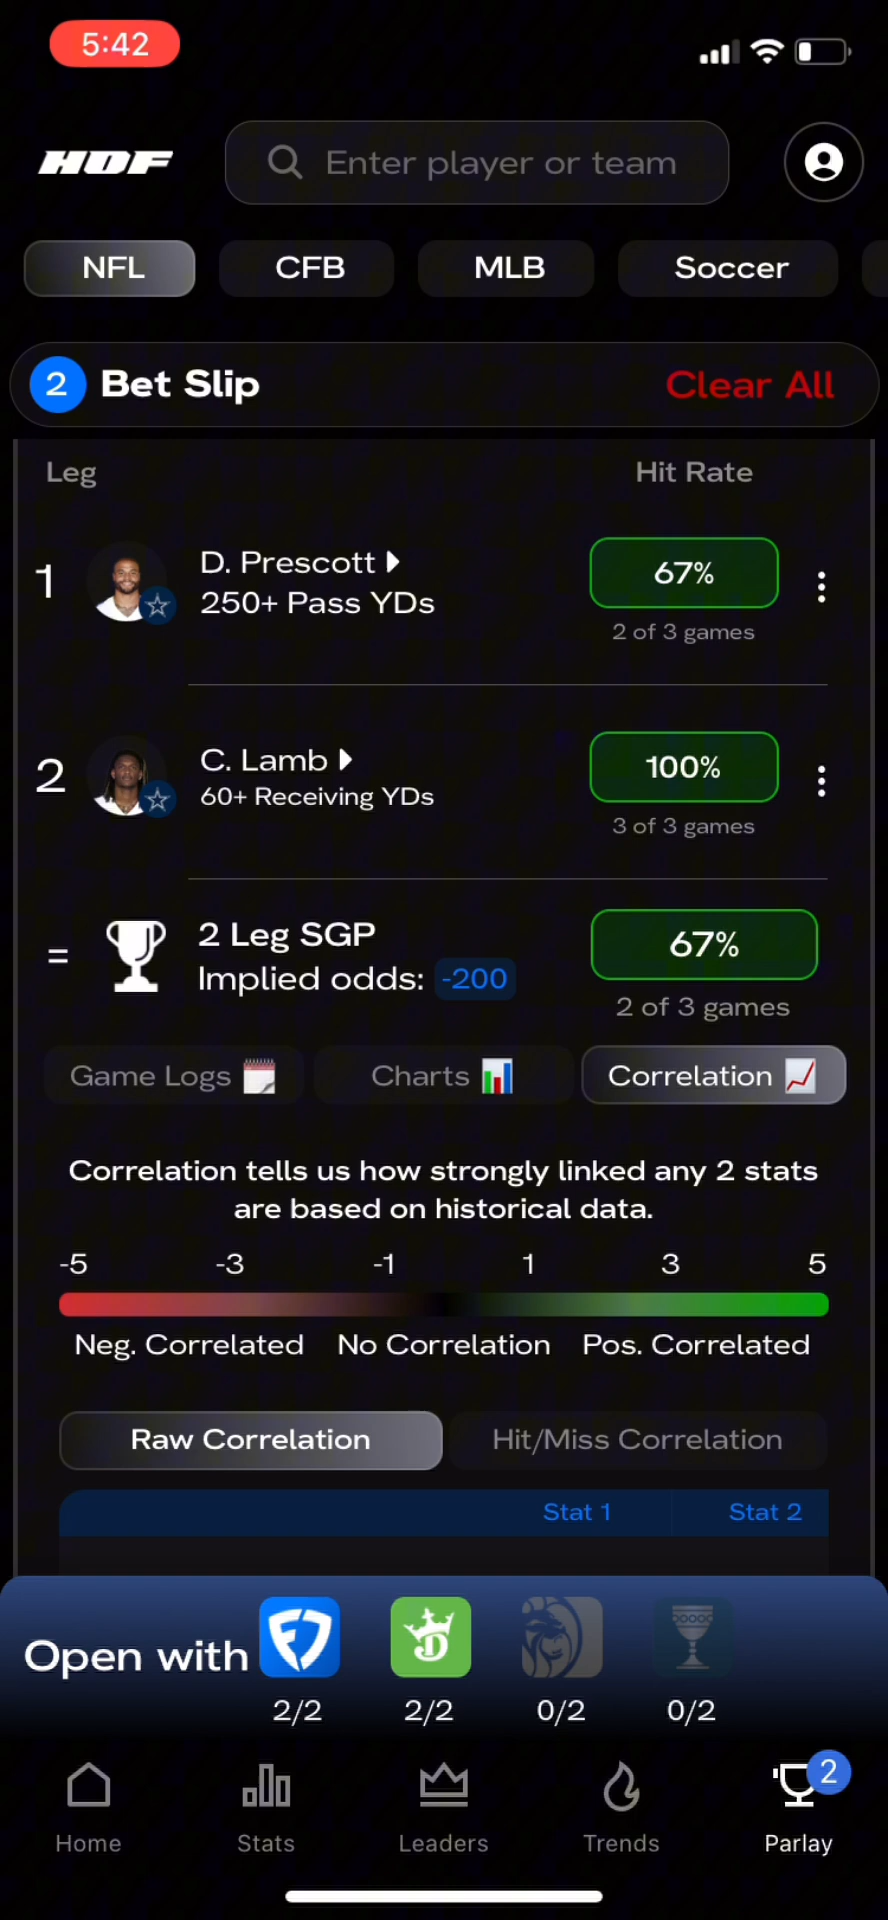 5:42
HOF
Enter player or team
NFL
CFB
MLB
Soccer
2 Bet Slip
Clear All
Leg
Hit Rate
1
D. Prescott
250+ Pass YDs
67%
2 of 3 games
2
C. Lamb
60+ Receiving YDs
100%
3 of 3 games
=
2 Leg SGP
Implied odds: -200
67%
2 of 3 games
Game Logs
Charts
Correlation
Correlation tells us how strongly linked any 2 stats
are based on historical data.
-5 -3 -1 1 3 5
Neg. Correlated
No Correlation
Pos. Correlated
Raw Correlation
Hit/Miss Correlation
Stat 1
Stat 2
Open with
2/2
2/2
0/2
0/2
2
Home
Stats
Leaders
Trends
Parlay